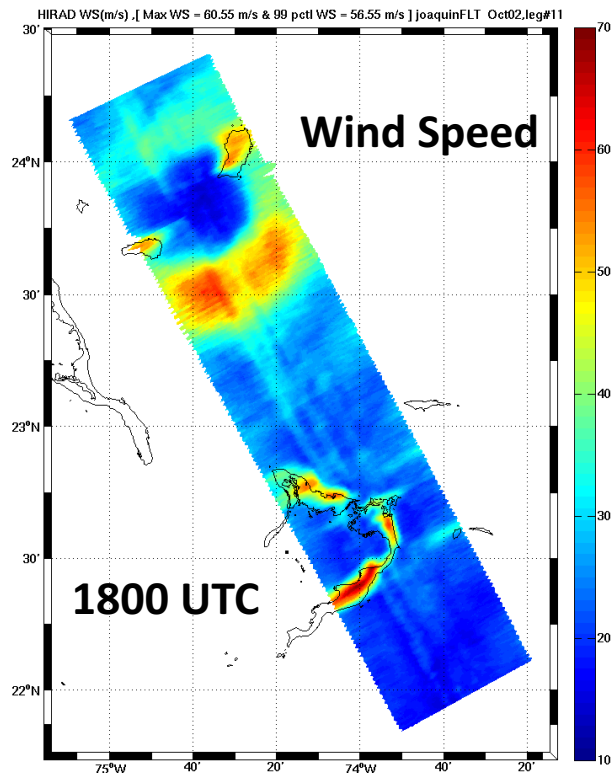 HIRAD WS(m/s) ,[ Max WS = 60.55 m/s & 99 pctl WS = 56.55 m/s ] joaquinFLT  Oct02,leg#11
30'
70
Wind Speed
24°N
60
50
30'
40
23°N
30
30'
1800 UTC
20
22°N
10
75°W
40'
20'
74°W
40'
20'